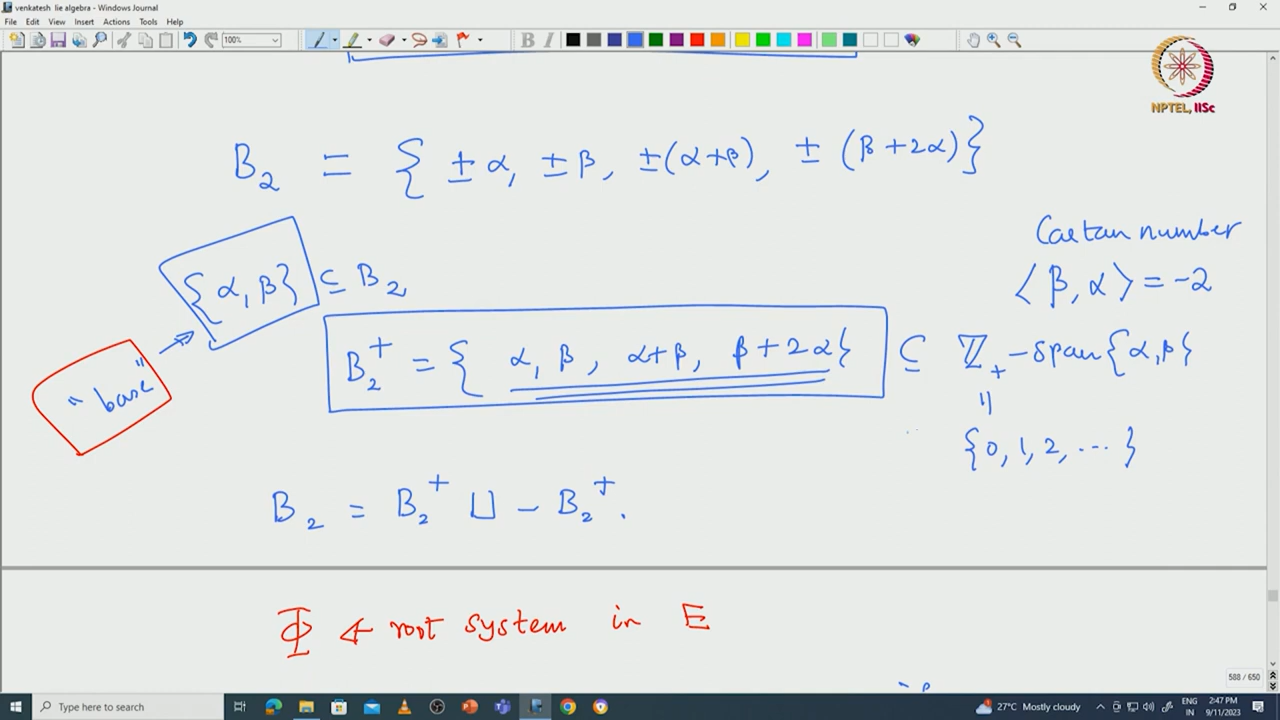 venkatesh lie algebra - Windows Journal
File Edit View Insert Actions Tools Help
100%
NPTEL, IISc
B₂ = { ± α, ± β, ±(α+β), ± (β+2α)}
Cartan number
{α, β} ⊆ B₂
⟨β, α⟩ = -2
B₂⁺ = { α, β, α+β, β+2α} ⊆ ℤ₊ -span{α,β}
"base"
=
{0, 1, 2, ... }
B₂ = B₂⁺ ⊔ - B₂⁺.
Φ ← root system in E
588 / 650
Type here to search
27°C Mostly cloudy
ENG
IN
2:47 PM
9/11/2023